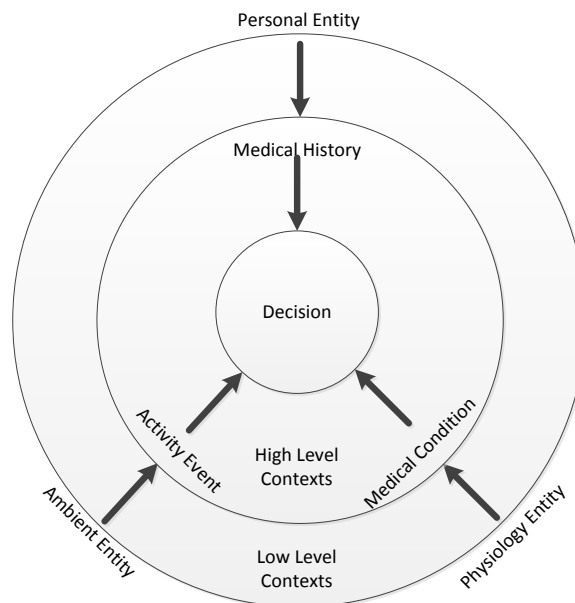 Personal Entity
Medical History
Decision
Activity Event
High Level
Contexts
Medical Condition
Ambient Entity
Low Level
Contexts
Physiology Entity